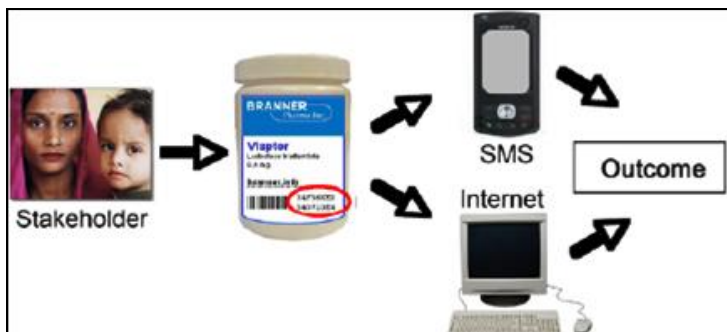 Stakeholder
BRANNER
Pharma Inc.
Viaptor
SMS
Internet
Outcome